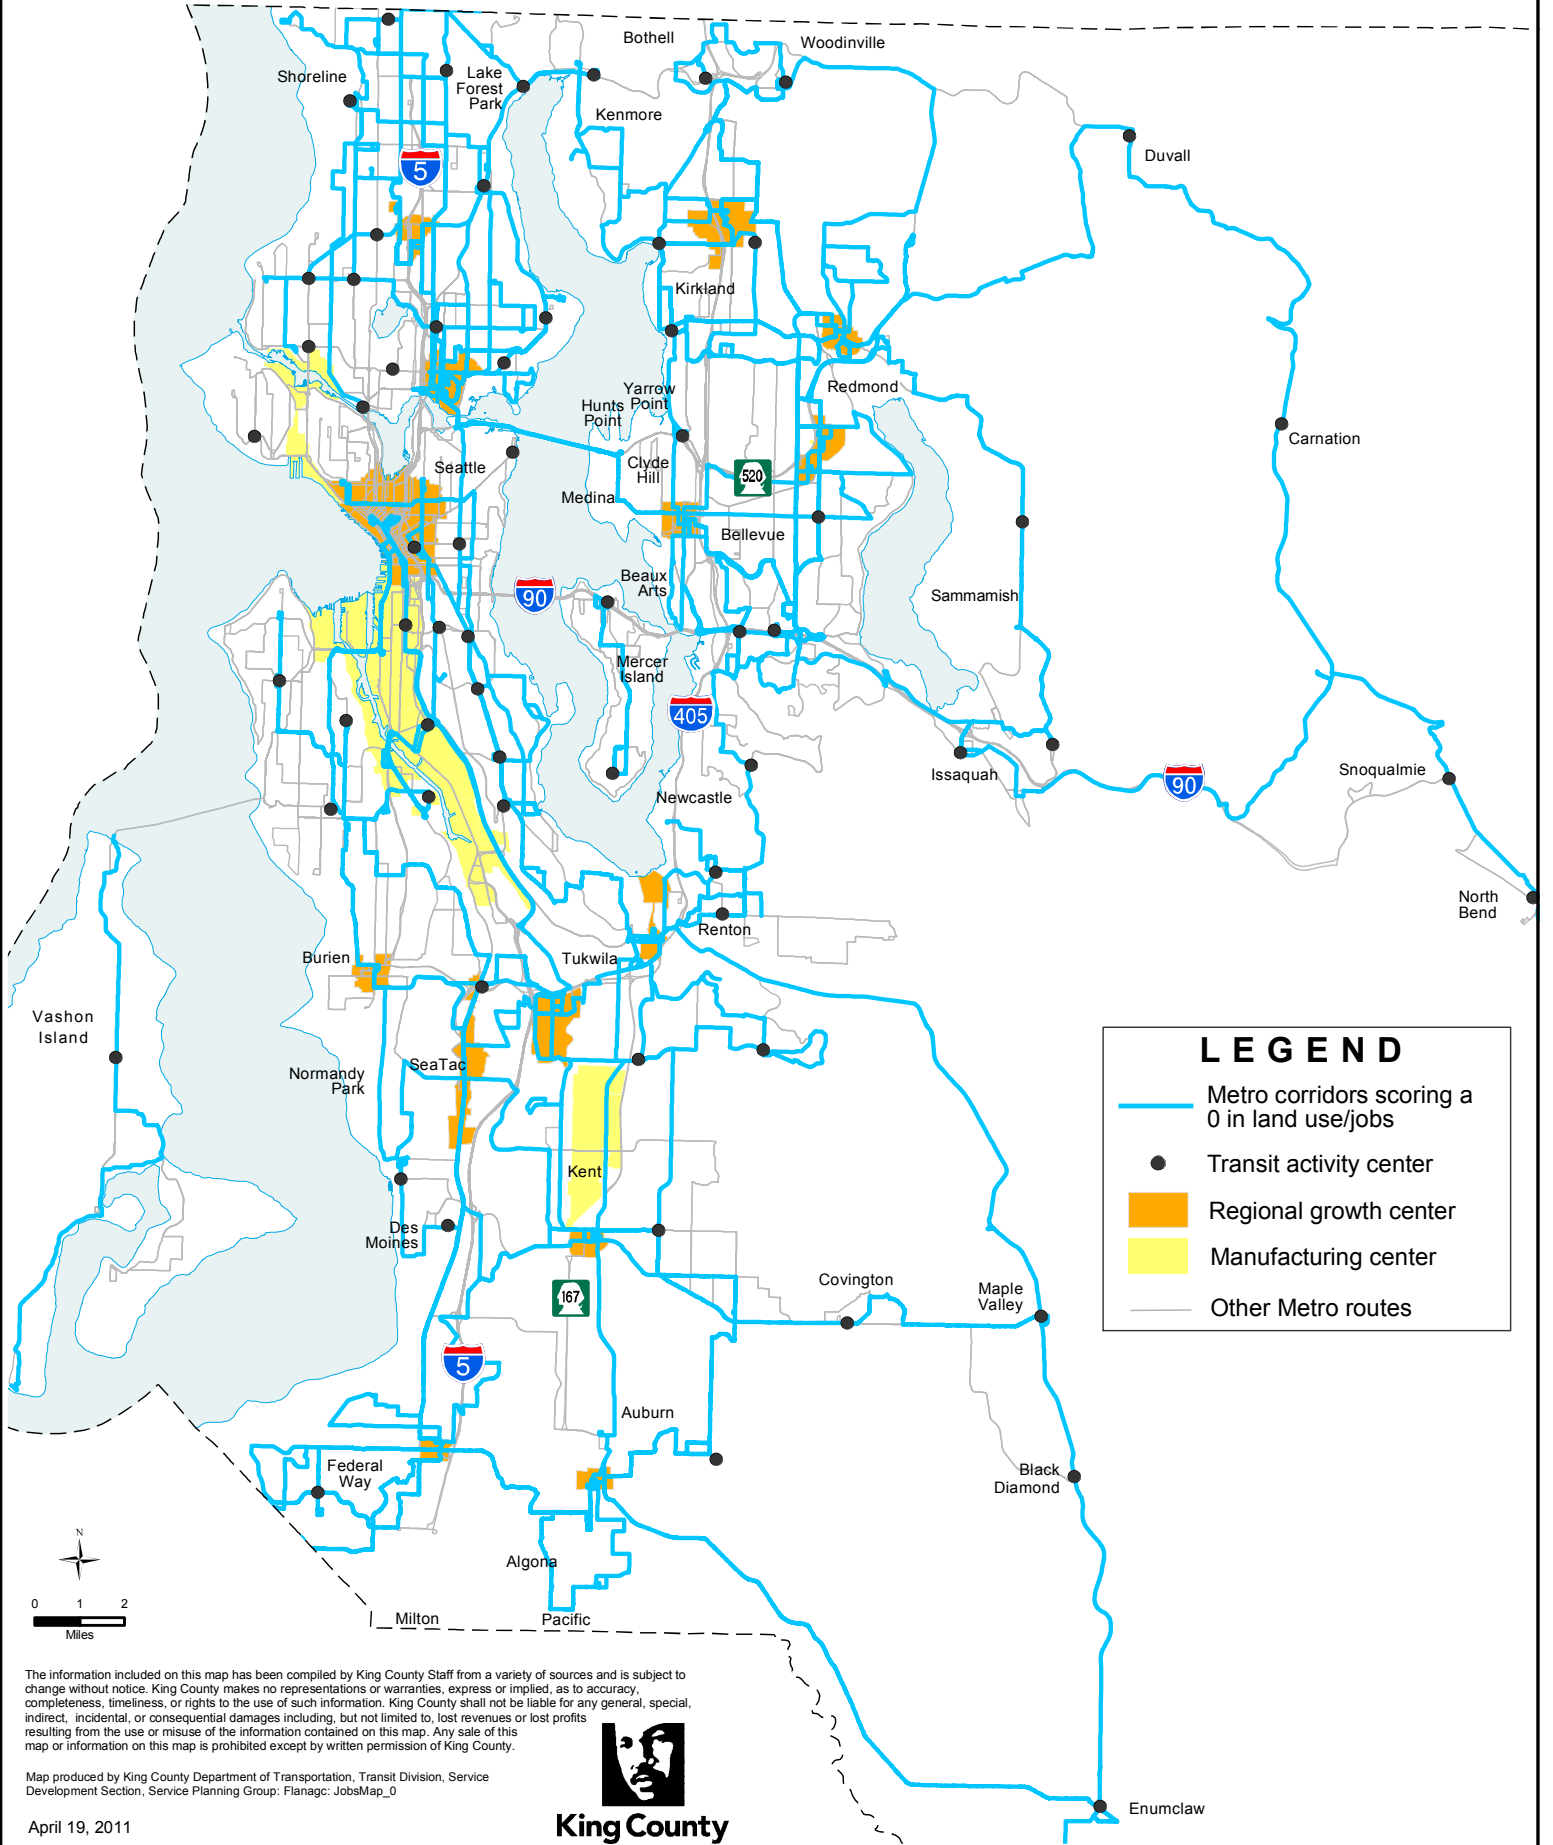 Bothell
Woodinville
Shoreline
Lake
Forest
Park
Kenmore
5
Duvall
Kirkland
Redmond
Yarrow
Point
Hunts
Point
Carnation
Seattle
Clyde
Hill
520
Medina
Bellevue
Beaux
Arts
90
Sammamish
Mercer
Island
405
Issaquah
90
Snoqualmie
Newcastle
North
Bend
Renton
Burien
Tukwila
Vashon
Island
SeaTac
Normandy
Park
LEGEND
Metro corridors scoring a
0 in land use/jobs
Transit activity center
Regional growth center
Manufacturing center
Other Metro routes
Kent
Des
Moines
Covington
Maple
Valley
167
5
Auburn
Federal
Way
Black
Diamond
N
Algona
0 1 2
Miles
Milton
Pacific
The information included on this map has been compiled by King County Staff from a variety of sources and is subject to
change without notice. King County makes no representations or warranties, express or implied, as to accuracy,
completeness, timeliness, or rights to the use of such information. King County shall not be liable for any general, special,
indirect, incidental, or consequential damages including, but not limited to, lost revenues or lost profits
resulting from the use or misuse of the information contained on this map. Any sale of this
map or information on this map is prohibited except by written permission of King County.
Map produced by King County Department of Transportation, Transit Division, Service
Development Section, Service Planning Group: Flanagc: JobsMap_0
April 19, 2011
King County
Enumclaw